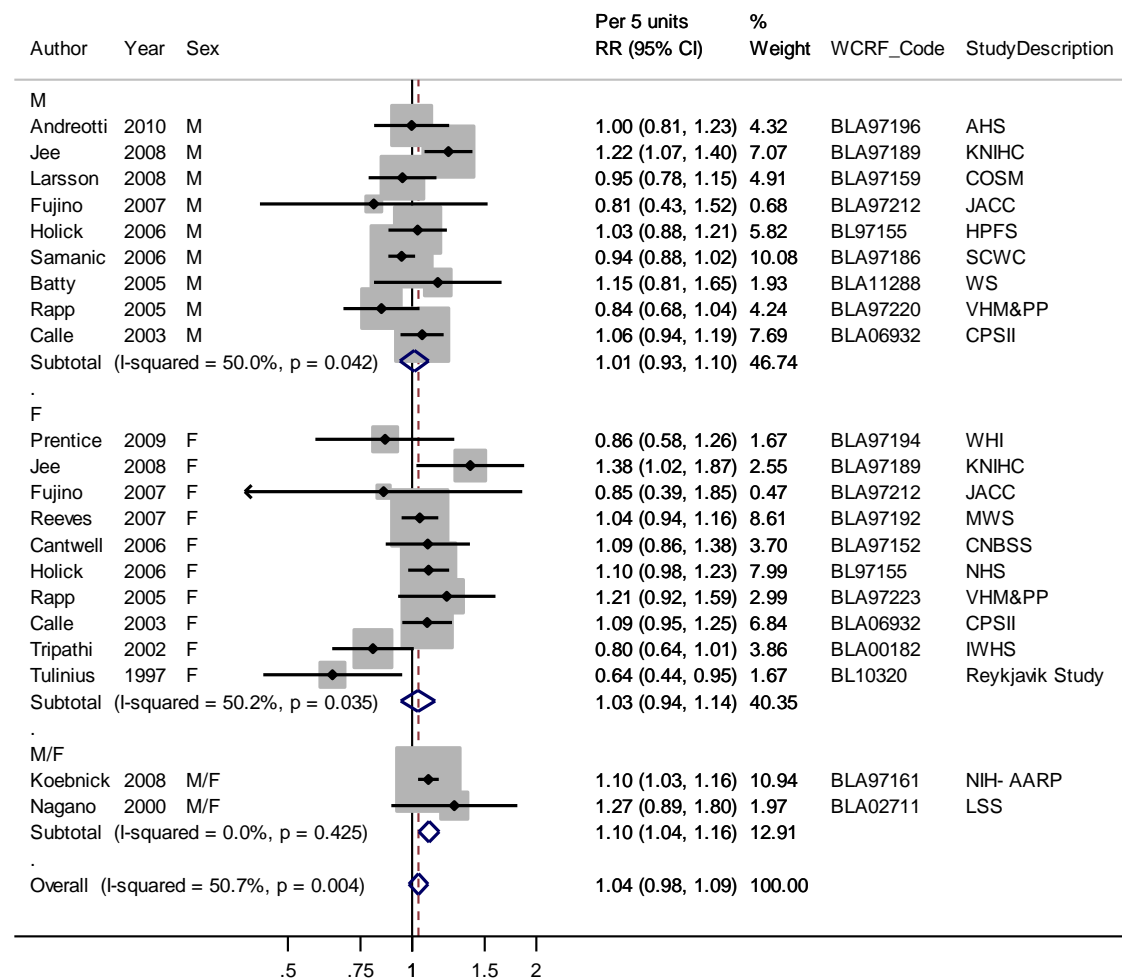 Per 5 units %
Author Year Sex RR (95% CI) Weight WCRF_Code StudyDescription
M
Andreotti 2010 M 1.00 (0.81, 1.23) 4.32 BLA97196 AHS
Jee 2008 M 1.22 (1.07, 1.40) 7.07 BLA97189 KNIHC
Larsson 2008 M 0.95 (0.78, 1.15) 4.91 BLA97159 COSM
Fujino 2007 M 0.81 (0.43, 1.52) 0.68 BLA97212 JACC
Holick 2006 M 1.03 (0.88, 1.21) 5.82 BL97155 HPFS
Samanic 2006 M 0.94 (0.88, 1.02) 10.08 BLA97186 SCWC
Batty 2005 M 1.15 (0.81, 1.65) 1.93 BLA11288 WS
Rapp 2005 M 0.84 (0.68, 1.04) 4.24 BLA97220 VHM&PP
Calle 2003 M 1.06 (0.94, 1.19) 7.69 BLA06932 CPSII
Subtotal (I-squared = 50.0%, p = 0.042) 1.01 (0.93, 1.10) 46.74
.
F
Prentice 2009 F 0.86 (0.58, 1.26) 1.67 BLA97194 WHI
Jee 2008 F 1.38 (1.02, 1.87) 2.55 BLA97189 KNIHC
Fujino 2007 F 0.85 (0.39, 1.85) 0.47 BLA97212 JACC
Reeves 2007 F 1.04 (0.94, 1.16) 8.61 BLA97192 MWS
Cantwell 2006 F 1.09 (0.86, 1.38) 3.70 BLA97152 CNBSS
Holick 2006 F 1.10 (0.98, 1.23) 7.99 BL97155 NHS
Rapp 2005 F 1.21 (0.92, 1.59) 2.99 BLA97223 VHM&PP
Calle 2003 F 1.09 (0.95, 1.25) 6.84 BLA06932 CPSII
Tripathi 2002 F 0.80 (0.64, 1.01) 3.86 BLA00182 IWHS
Tulinius 1997 F 0.64 (0.44, 0.95) 1.67 BL10320 Reykjavik Study
Subtotal (I-squared = 50.2%, p = 0.035) 1.03 (0.94, 1.14) 40.35
.
M/F
Koebnick 2008 M/F 1.10 (1.03, 1.16) 10.94 BLA97161 NIH- AARP
Nagano 2000 M/F 1.27 (0.89, 1.80) 1.97 BLA02711 LSS
Subtotal (I-squared = 0.0%, p = 0.425) 1.10 (1.04, 1.16) 12.91
.
Overall (I-squared = 50.7%, p = 0.004) 1.04 (0.98, 1.09) 100.00
.5 .75 1 1.5 2